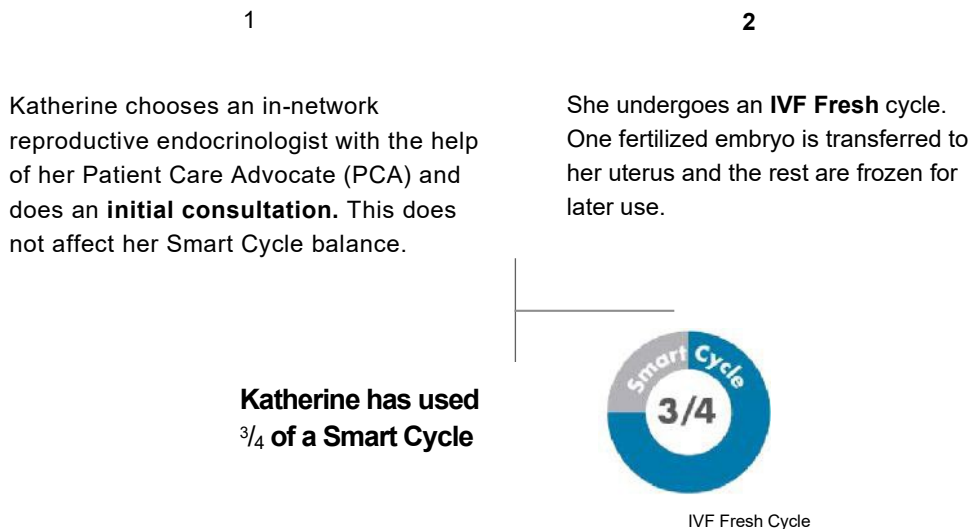 1
Katherine chooses an in-network
reproductive endocrinologist with the help
of her Patient Care Advocate (PCA) and
does an initial consultation. This does
not affect her Smart Cycle balance.
2
She undergoes an IVF Fresh cycle.
One fertilized embryo is transferred to
her uterus and the rest are frozen for
later use.
Katherine has used
3/4 of a Smart Cycle
Smart Cycle
3/4
IVF Fresh Cycle